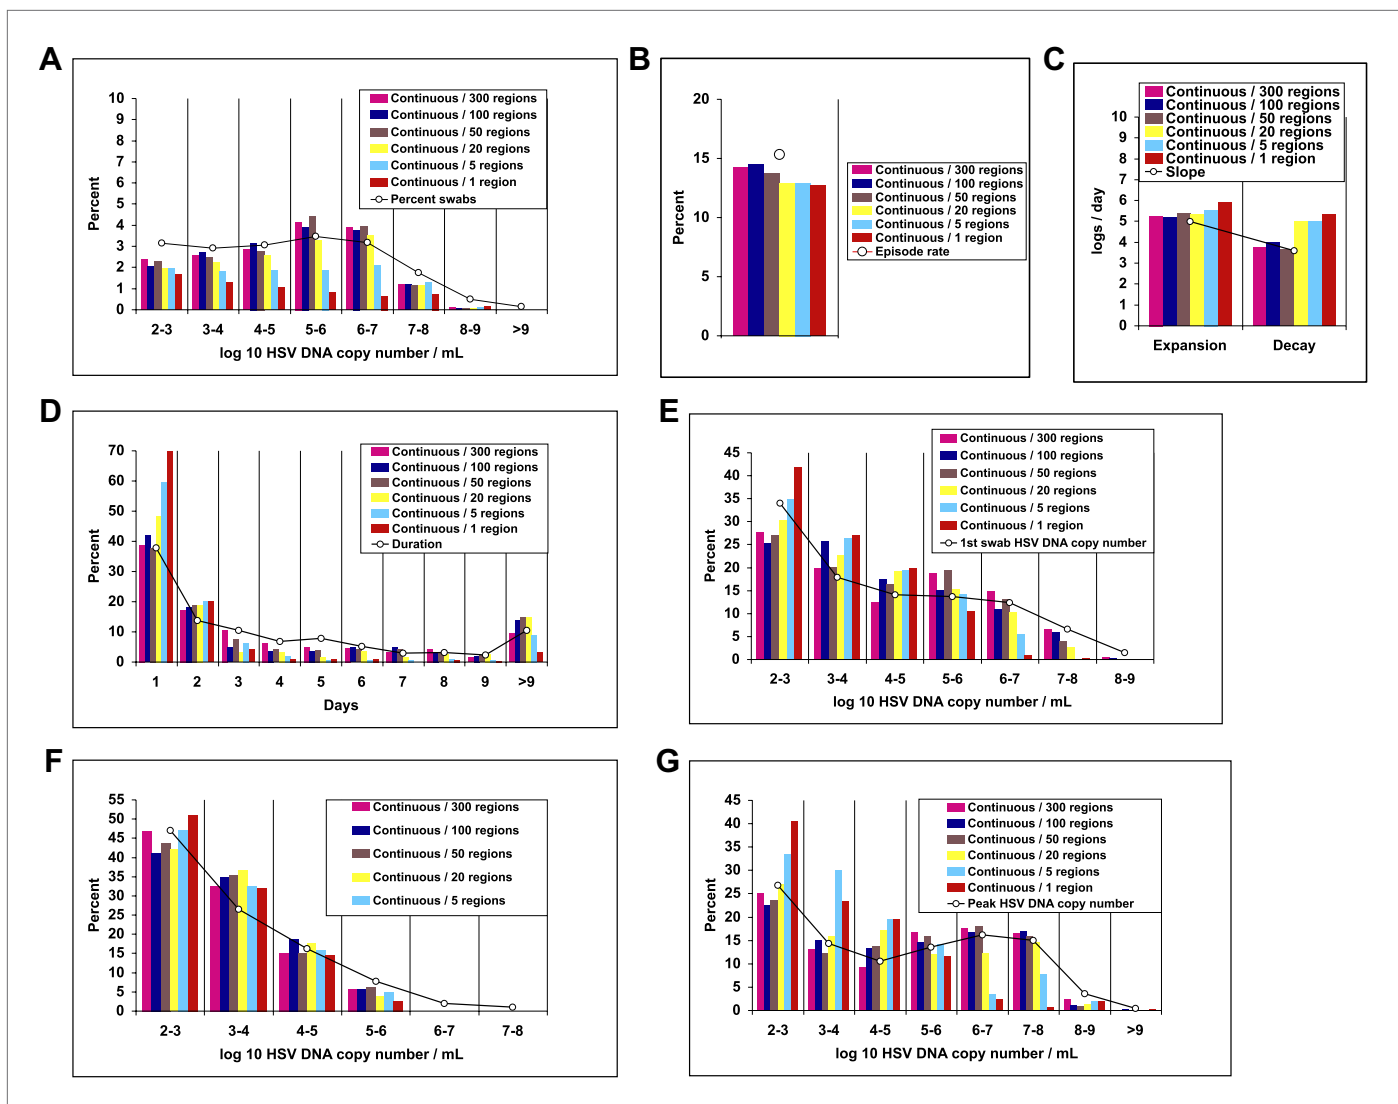 A
10
9
8
7
6
5
4
3
2
1
0
Percent
Continuous / 300 regions
Continuous / 100 regions
Continuous / 50 regions
Continuous / 20 regions
Continuous / 5 regions
Continuous / 1 region
Percent swabs
2-3 3-4 4-5 5-6 6-7 7-8 8-9 >9
log 10 HSV DNA copy number / mL
B
20
15
10
5
0
Percent
Continuous / 300 regions
Continuous / 100 regions
Continuous / 50 regions
Continuous / 20 regions
Continuous / 5 regions
Continuous / 1 region
Episode rate
C
10
9
8
7
6
5
4
3
2
1
0
logs / day
Continuous / 300 regions
Continuous / 100 regions
Continuous / 50 regions
Continuous / 20 regions
Continuous / 5 regions
Continuous / 1 region
Slope
Expansion Decay
D
70
60
50
40
30
20
10
0
Percent
Continuous / 300 regions
Continuous / 100 regions
Continuous / 50 regions
Continuous / 20 regions
Continuous / 5 regions
Continuous / 1 region
Duration
1 2 3 4 5 6 7 8 9 >9
Days
E
45
40
35
30
25
20
15
10
5
0
Percent
Continuous / 300 regions
Continuous / 100 regions
Continuous / 50 regions
Continuous / 20 regions
Continuous / 5 regions
Continuous / 1 region
1st swab HSV DNA copy number
2-3 3-4 4-5 5-6 6-7 7-8 8-9
log 10 HSV DNA copy number / mL
F
55
50
45
40
35
30
25
20
15
10
5
0
Percent
Continuous / 300 regions
Continuous / 100 regions
Continuous / 50 regions
Continuous / 20 regions
Continuous / 5 regions
2-3 3-4 4-5 5-6 6-7 7-8
log 10 HSV DNA copy number / mL
G
45
40
35
30
25
20
15
10
5
0
Percent
Continuous / 300 regions
Continuous / 100 regions
Continuous / 50 regions
Continuous / 20 regions
Continuous / 5 regions
Continuous / 1 region
Peak HSV DNA copy number
2-3 3-4 4-5 5-6 6-7 7-8 8-9 >9
log 10 HSV DNA copy number / mL